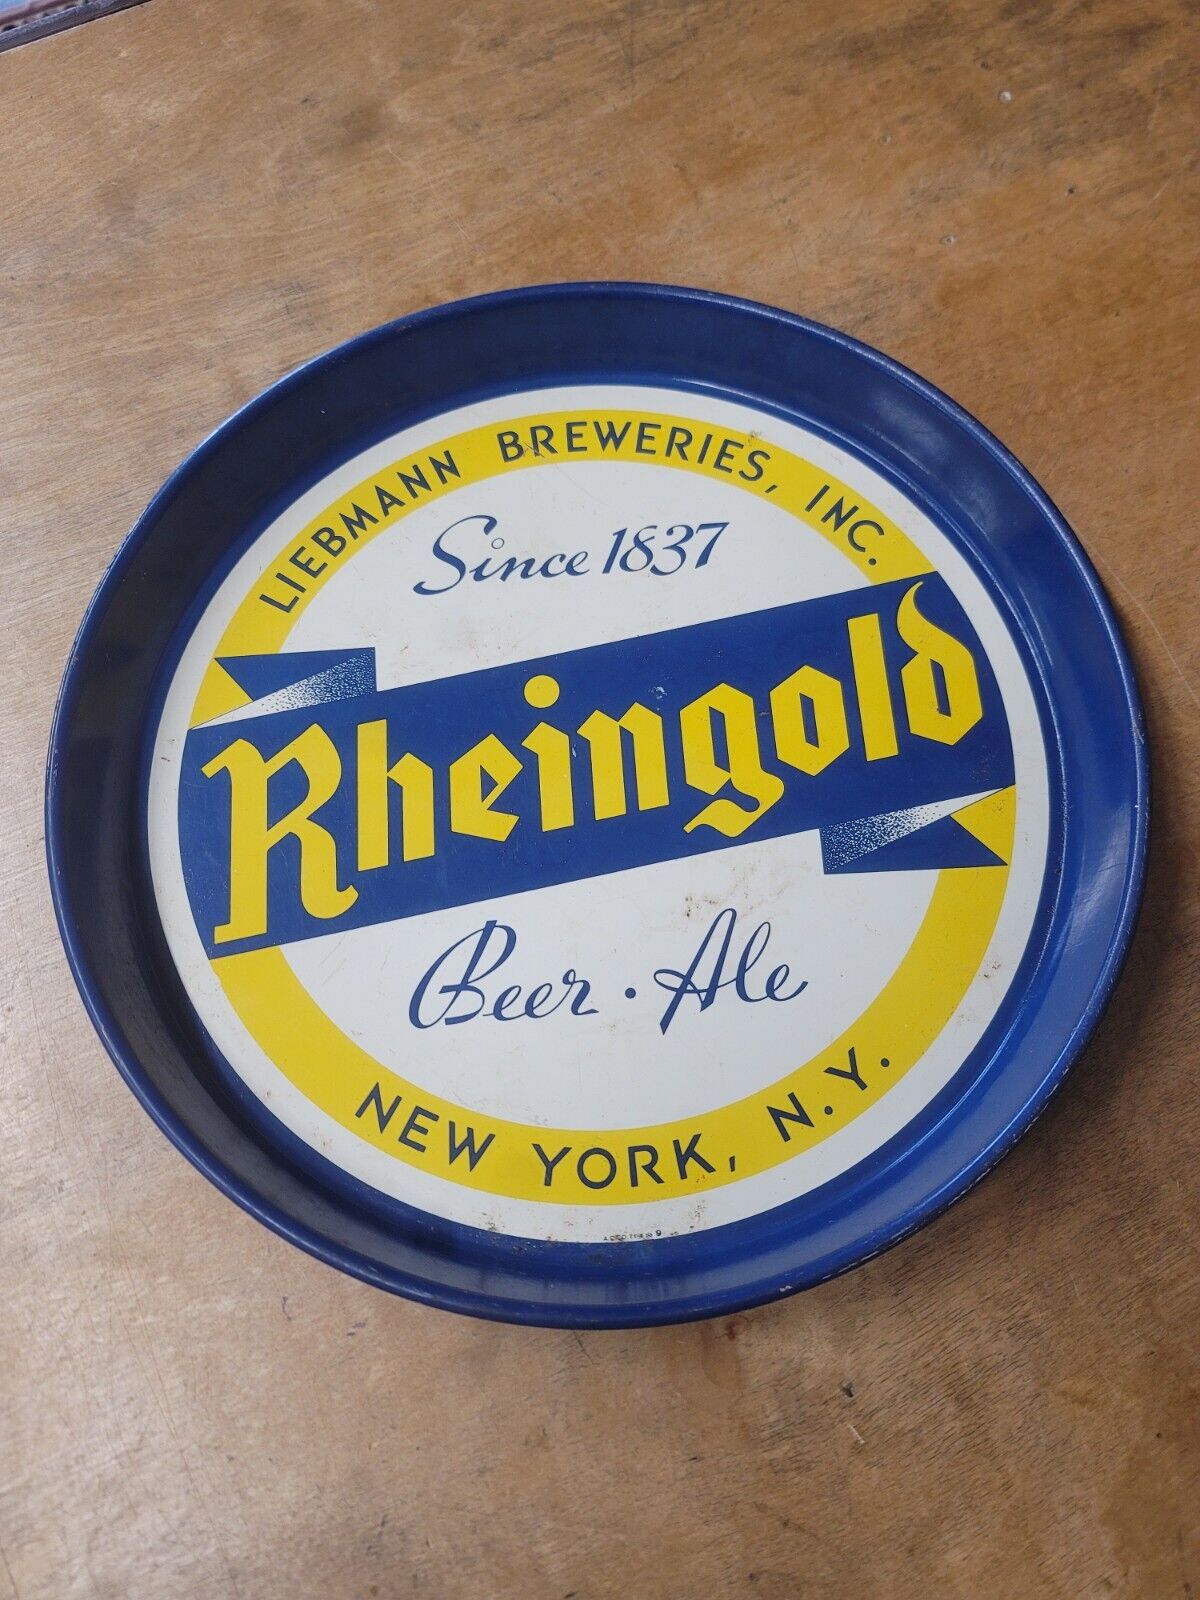 LIEBMANN BREWERIES, INC.
Since 1837
Rheingold
Beer · Ale
NEW YORK, N.Y.